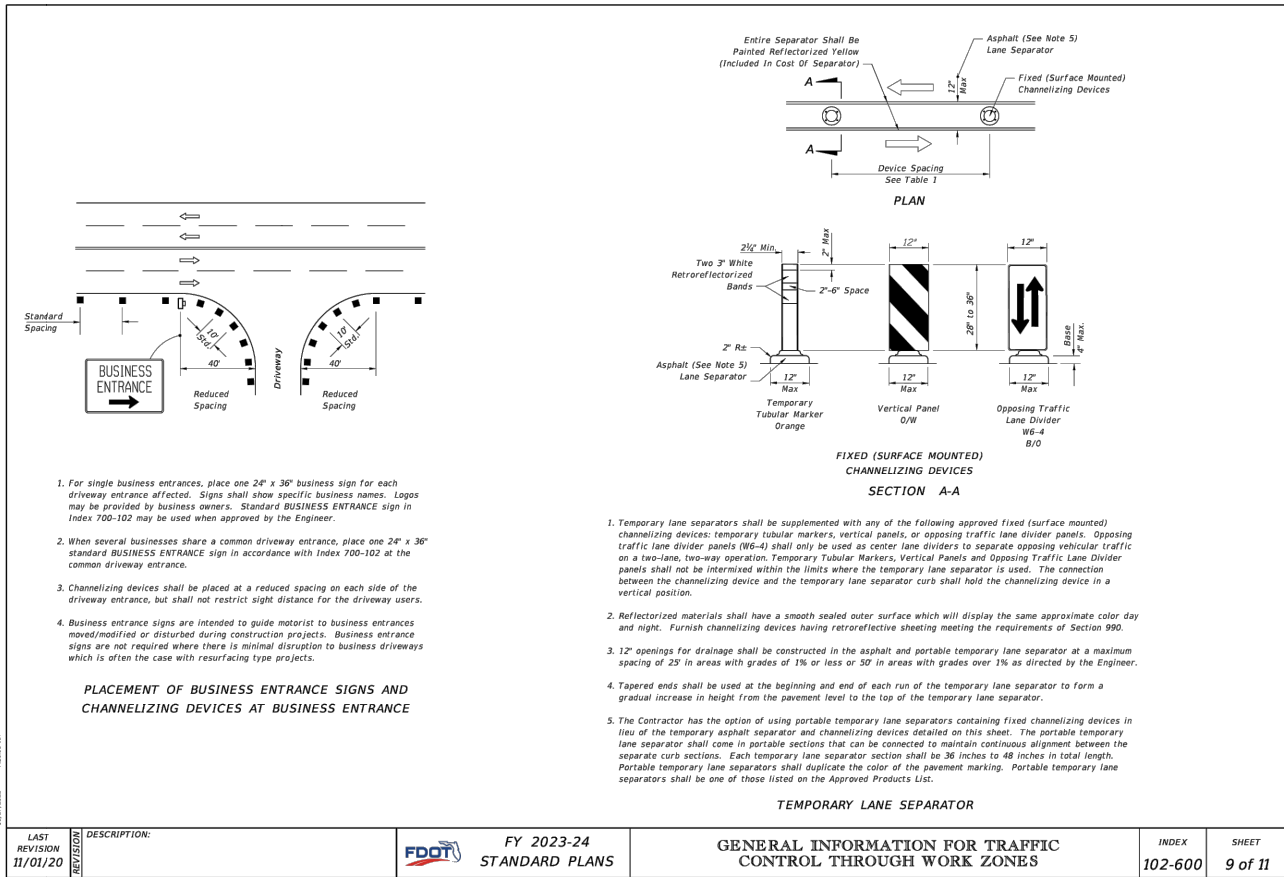 Entire Separator Shall Be
Painted Reflectorized Yellow
(Included In Cost Of Separator)
Asphalt (See Note 5)
Lane Separator
Fixed (Surface Mounted)
Channelizing Devices
12"
Max
A
A
Device Spacing
See Table 1
PLAN
Standard
Spacing
10'
Std.
10'
Std.
40'
40'
Driveway
BUSINESS
ENTRANCE
Reduced
Spacing
Reduced
Spacing
2¼" Min.
2" Max
12"
12"
Two 3" White
Retroreflectorized
Bands
2"-6" Space
28" to 36"
Base
4" Max.
2" R±
Asphalt (See Note 5)
Lane Separator
12"
Max
12"
Max
12"
Max
Temporary
Tubular Marker
Orange
Vertical Panel
O/W
Opposing Traffic
Lane Divider
W6-4
B/O
FIXED (SURFACE MOUNTED)
CHANNELIZING DEVICES
SECTION A-A
1. For single business entrances, place one 24" x 36" business sign for each
driveway entrance affected. Signs shall show specific business names. Logos
may be provided by business owners. Standard BUSINESS ENTRANCE sign in
Index 700-102 may be used when approved by the Engineer.
2. When several businesses share a common driveway entrance, place one 24" x 36"
standard BUSINESS ENTRANCE sign in accordance with Index 700-102 at the
common driveway entrance.
3. Channelizing devices shall be placed at a reduced spacing on each side of the
driveway entrance, but shall not restrict sight distance for the driveway users.
4. Business entrance signs are intended to guide motorist to business entrances
moved/modified or disturbed during construction projects. Business entrance
signs are not required where there is minimal disruption to business driveways
which is often the case with resurfacing type projects.
PLACEMENT OF BUSINESS ENTRANCE SIGNS AND
CHANNELIZING DEVICES AT BUSINESS ENTRANCE
1. Temporary lane separators shall be supplemented with any of the following approved fixed (surface mounted)
channelizing devices: temporary tubular markers, vertical panels, or opposing traffic lane divider panels. Opposing
traffic lane divider panels (W6-4) shall only be used as center lane dividers to separate opposing vehicular traffic
on a two-lane, two-way operation. Temporary Tubular Markers, Vertical Panels and Opposing Traffic Lane Divider
panels shall not be intermixed within the limits where the temporary lane separator is used. The connection
between the channelizing device and the temporary lane separator curb shall hold the channelizing device in a
vertical position.
2. Reflectorized materials shall have a smooth sealed outer surface which will display the same approximate color day
and night. Furnish channelizing devices having retroreflective sheeting meeting the requirements of Section 990.
3. 12" openings for drainage shall be constructed in the asphalt and portable temporary lane separator at a maximum
spacing of 25' in areas with grades of 1% or less or 50' in areas with grades over 1% as directed by the Engineer.
4. Tapered ends shall be used at the beginning and end of each run of the temporary lane separator to form a
gradual increase in height from the pavement level to the top of the temporary lane separator.
5. The Contractor has the option of using portable temporary lane separators containing fixed channelizing devices in
lieu of the temporary asphalt separator and channelizing devices detailed on this sheet. The portable temporary
lane separator shall come in portable sections that can be connected to maintain continuous alignment between the
separate curb sections. Each temporary lane separator section shall be 36 inches to 48 inches in total length.
Portable temporary lane separators shall duplicate the color of the pavement marking. Portable temporary lane
separators shall be one of those listed on the Approved Products List.
TEMPORARY LANE SEPARATOR
LAST
REVISION
11/01/20
REVISION
DESCRIPTION:
FDOT
FY 2023-24
STANDARD PLANS
GENERAL INFORMATION FOR TRAFFIC
CONTROL THROUGH WORK ZONES
INDEX
102-600
SHEET
9 of 11